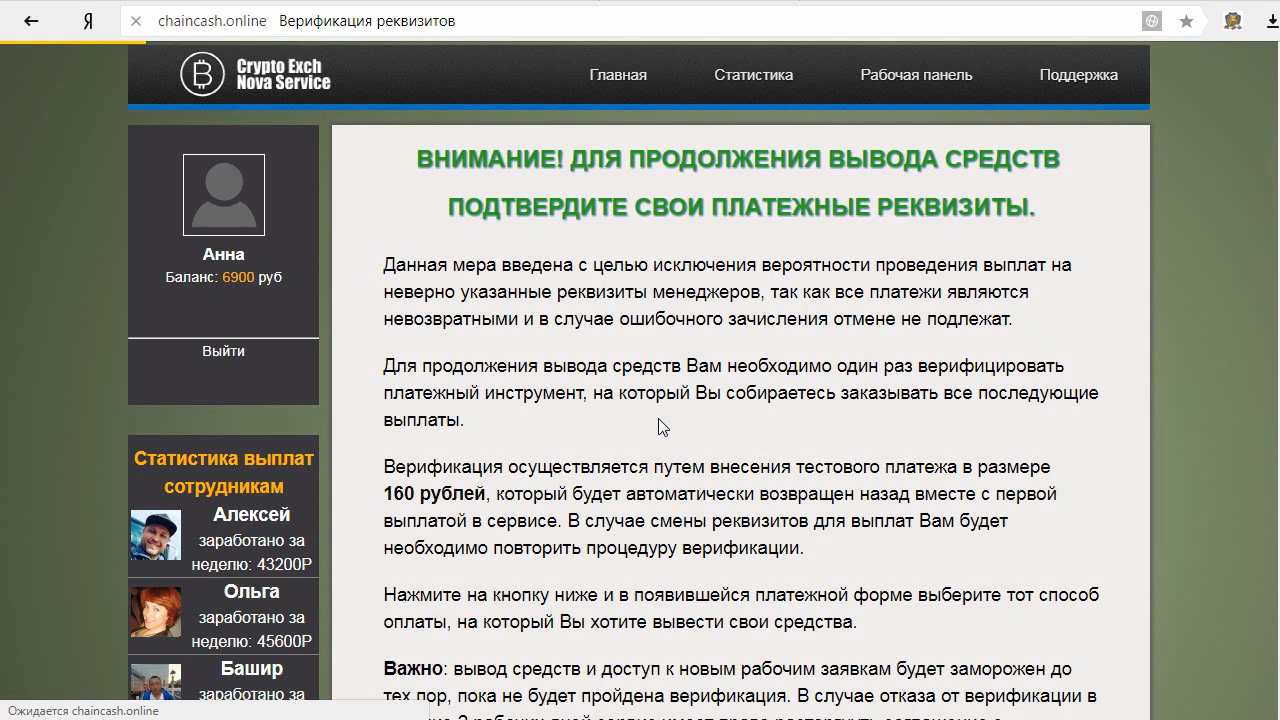 chaincash.online Верификация реквизитов
Crypto Exch
Nova Service
Главная Статистика Рабочая панель Поддержка
Анна
Баланс: 6900 руб
Выйти
Статистика выплат
сотрудникам
Алексей
заработано за
неделю: 43200Р
Ольга
заработано за
неделю: 45600Р
Башир
заработано за
ВНИМАНИЕ! ДЛЯ ПРОДОЛЖЕНИЯ ВЫВОДА СРЕДСТВ
ПОДТВЕРДИТЕ СВОИ ПЛАТЕЖНЫЕ РЕКВИЗИТЫ.
Данная мера введена с целью исключения вероятности проведения выплат на
неверно указанные реквизиты менеджеров, так как все платежи являются
невозвратными и в случае ошибочного зачисления отмене не подлежат.
Для продолжения вывода средств Вам необходимо один раз верифицировать
платежный инструмент, на который Вы собираетесь заказывать все последующие
выплаты.
Верификация осуществляется путем внесения тестового платежа в размере
160 рублей, который будет автоматически возвращен назад вместе с первой
выплатой в сервисе. В случае смены реквизитов для выплат Вам будет
необходимо повторить процедуру верификации.
Нажмите на кнопку ниже и в появившейся платежной форме выберите тот способ
оплаты, на который Вы хотите вывести свои средства.
Важно: вывод средств и доступ к новым рабочим заявкам будет заморожен до
тех пор, пока не будет пройдена верификация. В случае отказа от верификации в
Ожидается chaincash.online